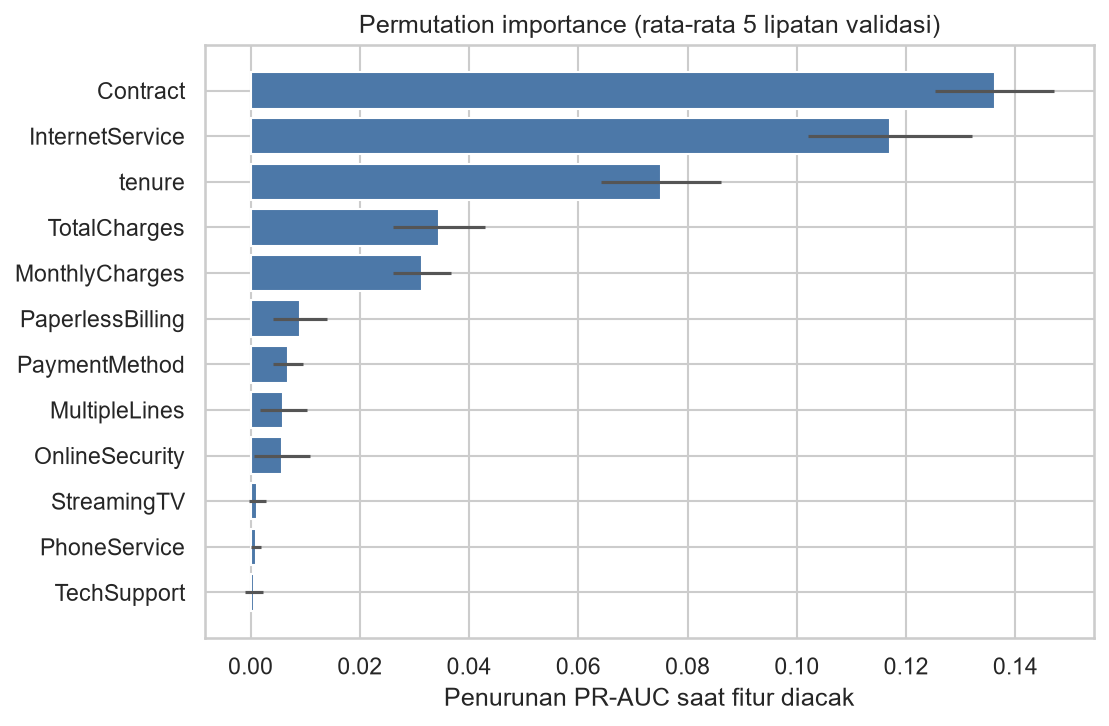 Permutation importance (rata-rata 5 lipatan validasi)
Contract
InternetService
tenure
TotalCharges
MonthlyCharges
PaperlessBilling
PaymentMethod
MultipleLines
OnlineSecurity
StreamingTV
PhoneService
TechSupport
0.00 0.02 0.04 0.06 0.08 0.10 0.12 0.14
Penurunan PR-AUC saat fitur diacak